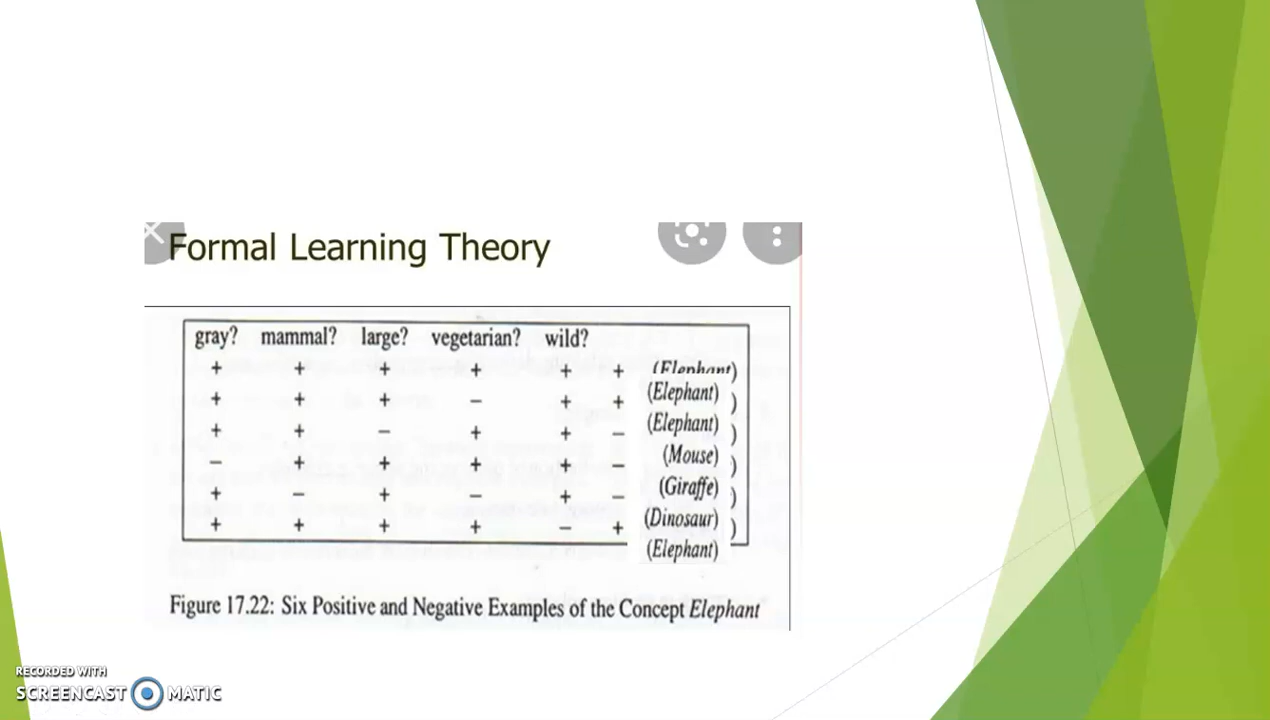 Formal Learning Theory
gray? mammal? large? vegetarian? wild?
+ + + + + + (Elephant)
+ + + − + + (Elephant) )
+ + − + + − (Elephant) )
− + + + + − (Mouse) )
+ − + − + − (Giraffe) )
+ + + + − + (Dinosaur) )
(Elephant)
Figure 17.22: Six Positive and Negative Examples of the Concept Elephant
RECORDED WITH
SCREENCAST MATIC